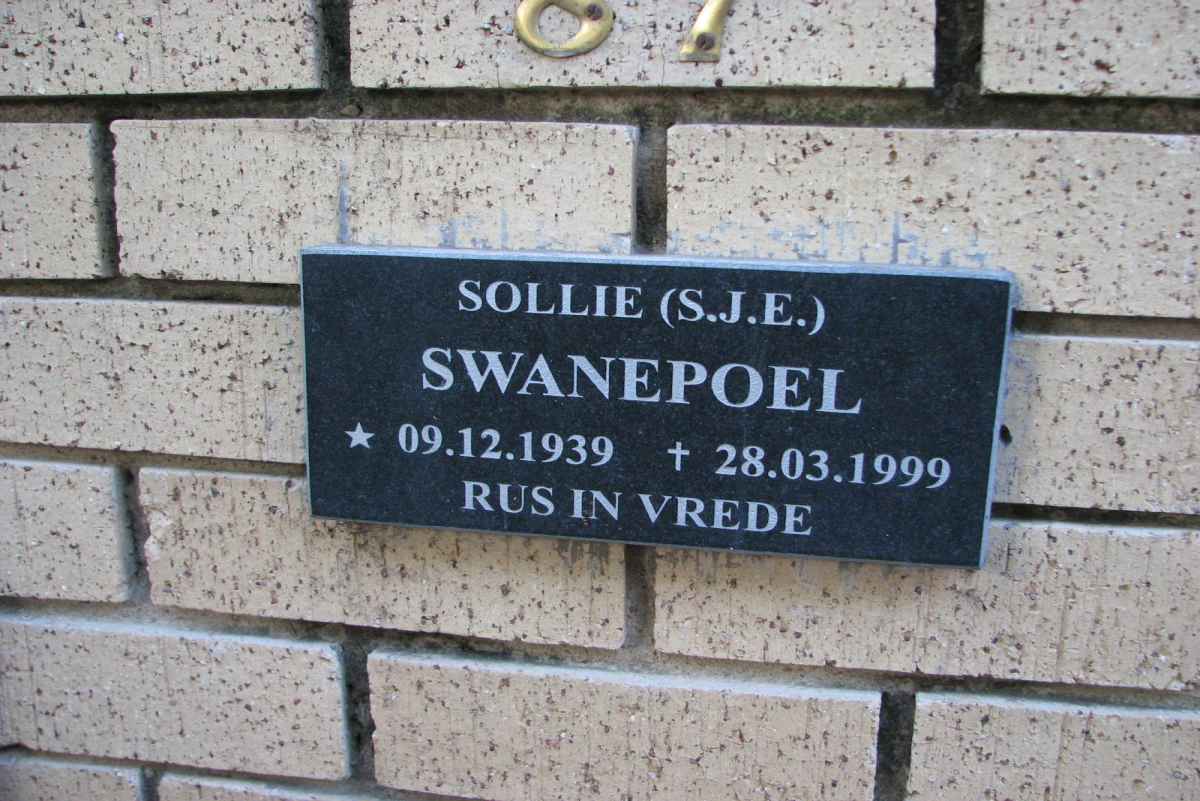 SOLLIE (S.J.E.)
SWANEPOEL
★ 09.12.1939 † 28.03.1999
RUS IN VREDE